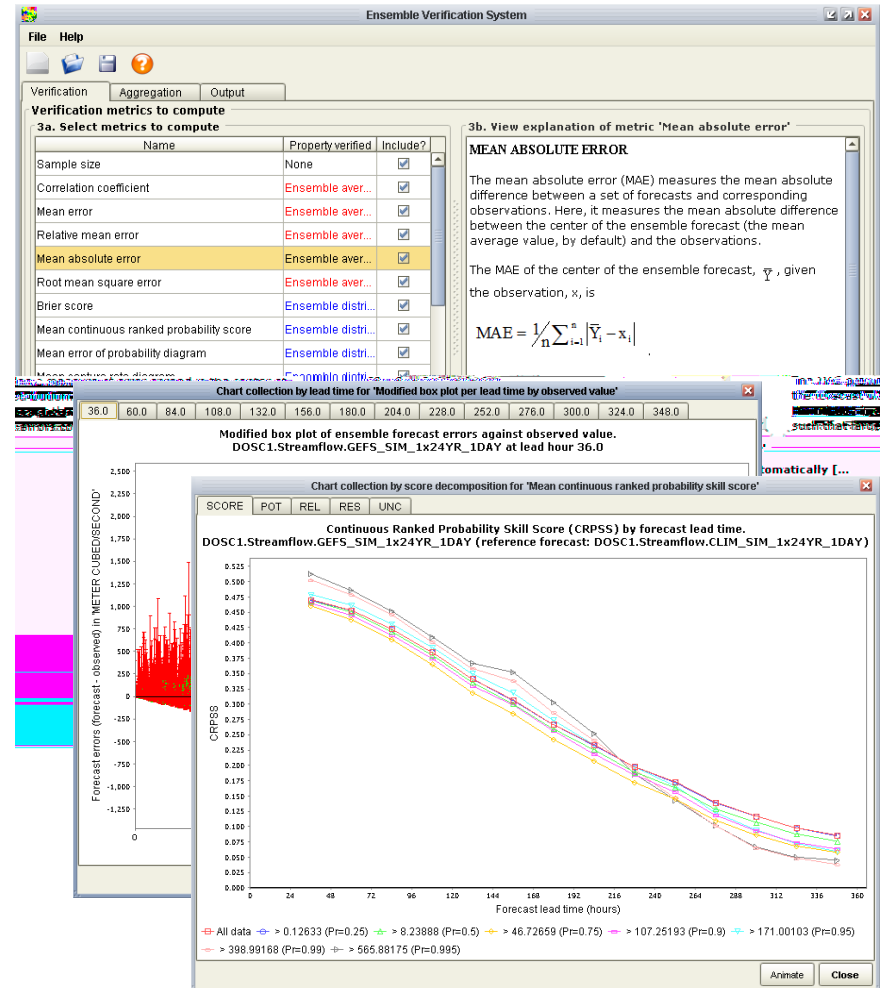 Ensemble Verification System
File Help
Verification Aggregation Output
Verification metrics to compute
3a. Select metrics to compute
Name Property verified Include?
Sample size None
Correlation coefficient Ensemble aver...
Mean error Ensemble aver...
Relative mean error Ensemble aver...
Mean absolute error Ensemble aver...
Root mean square error Ensemble aver...
Brier score Ensemble distri...
Mean continuous ranked probability score Ensemble distri...
Mean error of probability diagram Ensemble distri...
3b. View explanation of metric 'Mean absolute error'
MEAN ABSOLUTE ERROR
The mean absolute error (MAE) measures the mean absolute
difference between a set of forecasts and corresponding
observations. Here, it measures the mean absolute difference
between the center of the ensemble forecast (the mean
average value, by default) and the observations.
The MAE of the center of the ensemble forecast, Y̅ , given
the observation, x, is
MAE = 1/n ∑ⁿᵢ₌₁ |Y̅ᵢ − xᵢ|
.
Chart collection by lead time for 'Modified box plot per lead time by observed value'
36.0 60.0 84.0 108.0 132.0 156.0 180.0 204.0 228.0 252.0 276.0 300.0 324.0 348.0
Modified box plot of ensemble forecast errors against observed value.
DOSC1.Streamflow.GEFS_SIM_1x24YR_1DAY at lead hour 36.0
Forecast errors (forecast - observed) in METER CUBED/SECOND'
2,500
2,250
2,000
1,750
1,500
1,250
1,000
750
500
250
0
-250
-500
-750
-1,000
-1,250
0
omatically [...
Chart collection by score decomposition for 'Mean continuous ranked probability skill score'
SCORE POT REL RES UNC
Continuous Ranked Probability Skill Score (CRPSS) by forecast lead time.
DOSC1.Streamflow.GEFS_SIM_1x24YR_1DAY (reference forecast: DOSC1.Streamflow.CLIM_SIM_1x24YR_1DAY)
CRPSS
0.525
0.500
0.475
0.450
0.425
0.400
0.375
0.350
0.325
0.300
0.275
0.250
0.225
0.200
0.175
0.150
0.125
0.100
0.075
0.050
0.025
0.000
0 24 48 72 96 120 144 168 192 216 240 264 288 312 336 360
Forecast lead time (hours)
All data > 0.12633 (Pr=0.25) > 8.23888 (Pr=0.5) > 46.72659 (Pr=0.75) > 107.25193 (Pr=0.9) > 171.00103 (Pr=0.95)
> 398.99168 (Pr=0.99) > 565.88175 (Pr=0.995)
Animate Close